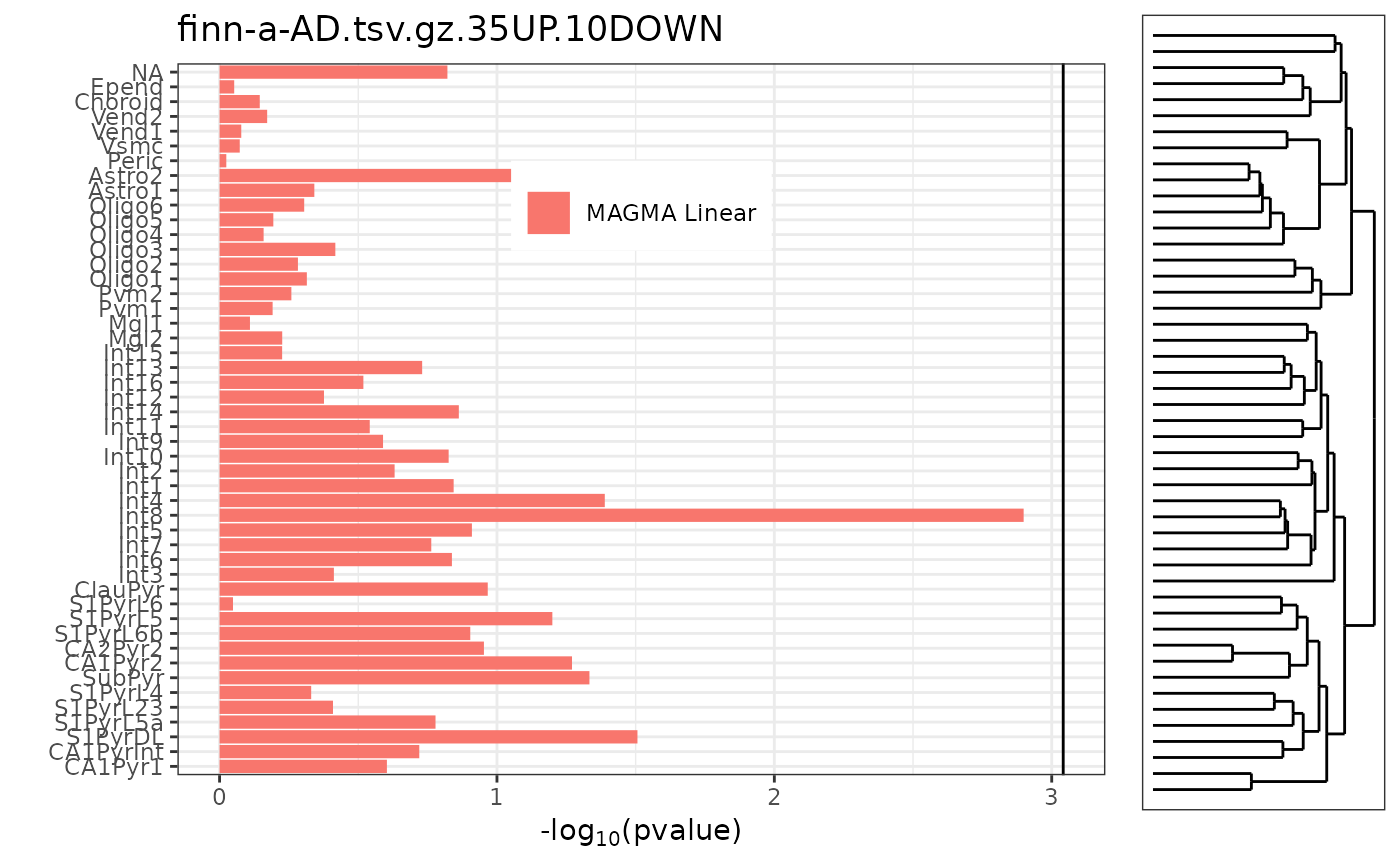 finn-a-AD.tsv.gz.35UP.10DOWN
NA
Epend
Choroid
Vend2
Vend1
Vsmc
Peric
Astro2
Astro1
Oligo6
Oligo5
Oligo4
Oligo3
Oligo2
Oligo1
Pvm2
Pvm1
Mgl1
Mgl2
Int15
Int13
Int16
Int12
Int14
Int11
Int9
Int10
Int2
Int1
Int4
Int8
Int5
Int7
Int6
Int3
ClauPyr
S1PyrL6
S1PyrL5
S1PyrL6b
CA2Pyr2
CA1Pyr2
SubPyr
S1PyrL4
S1PyrL23
S1PyrL5a
S1PyrDL
CA1PyrInt
CA1Pyr1
MAGMA Linear
0 1 2 3
-log₁₀(pvalue)